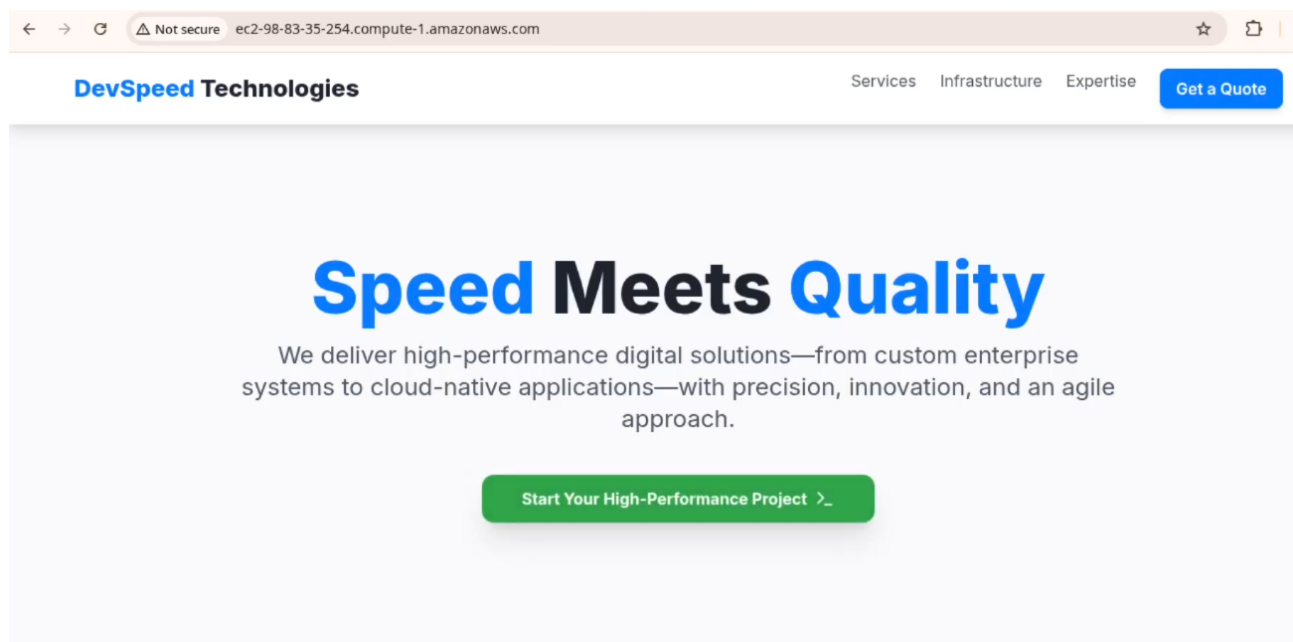 Not secure ec2-98-83-35-254.compute-1.amazonaws.com
DevSpeed Technologies
Services Infrastructure Expertise Get a Quote
Speed Meets Quality
We deliver high-performance digital solutions—from custom enterprise
systems to cloud-native applications—with precision, innovation, and an agile
approach.
Start Your High-Performance Project >_